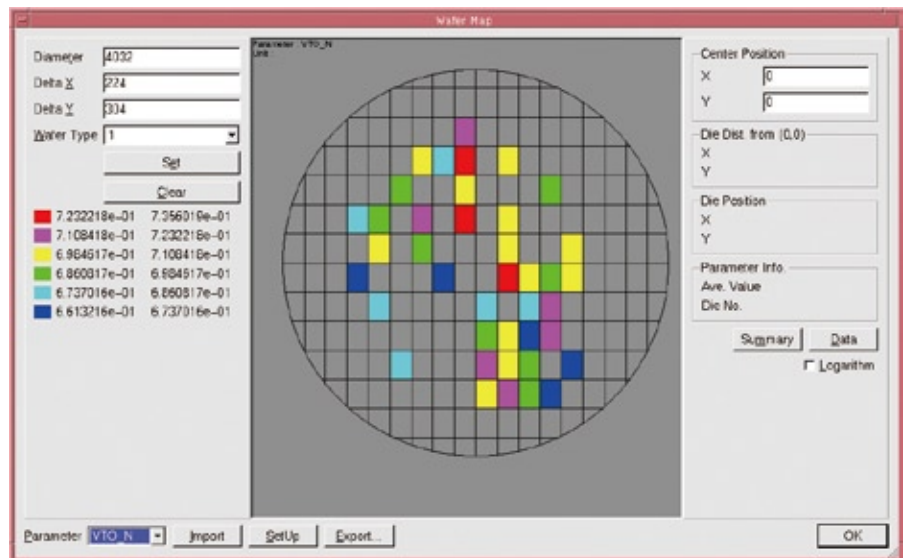 Wafer Map
Diameter 4032
Delta X 224
Delta Y 304
Wafer Type 1
Set
Clear
7.232218e-01 7.356019e-01
7.108418e-01 7.232218e-01
6.984617e-01 7.108418e-01
6.860817e-01 6.984617e-01
6.737016e-01 6.860817e-01
6.613216e-01 6.737016e-01
Parameter : VTO_N
Unit :
Center Position
X 0
Y 0
Die Dist. from (0,0)
X
Y
Die Position
X
Y
Parameter Info.
Ave. Value
Die No.
Summary Data
Logarithm
Parameter VTO_N Import SetUp Export... OK